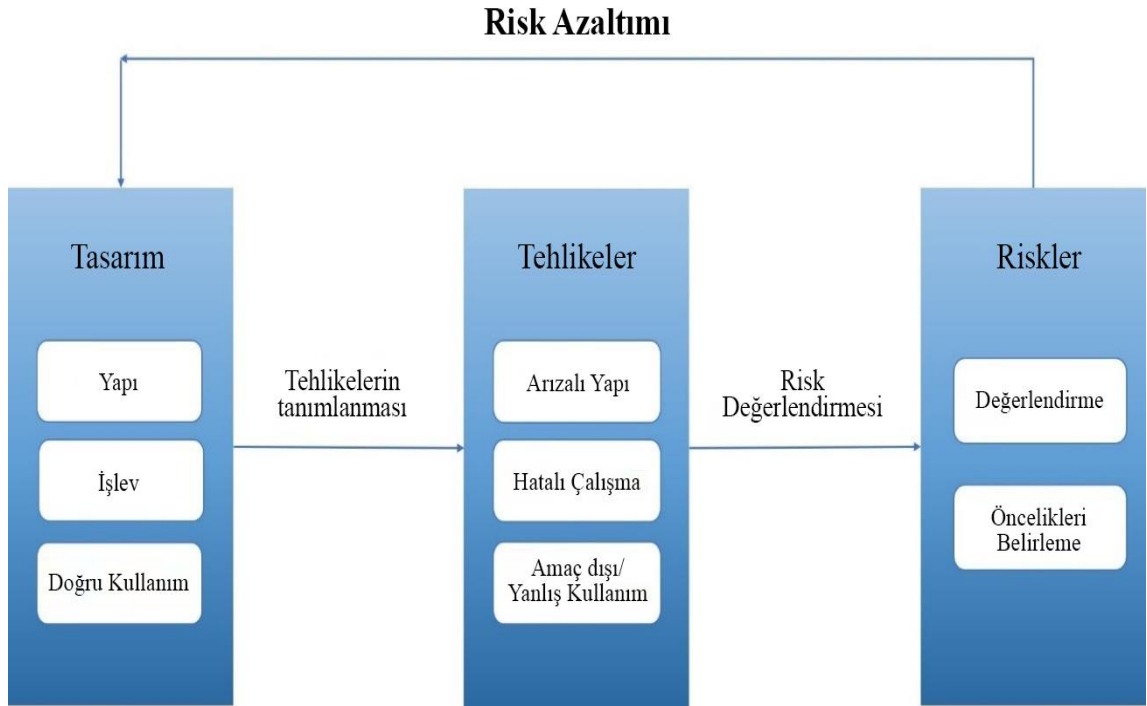 Risk Azaltımı
Tasarım
Yapı
İşlev
Doğru Kullanım
Tehlikelerin
tanımlanması
Tehlikeler
Arızalı Yapı
Hatalı Çalışma
Amaç dışı/
Yanlış Kullanım
Risk
Değerlendirmesi
Riskler
Değerlendirme
Öncelikleri
Belirleme